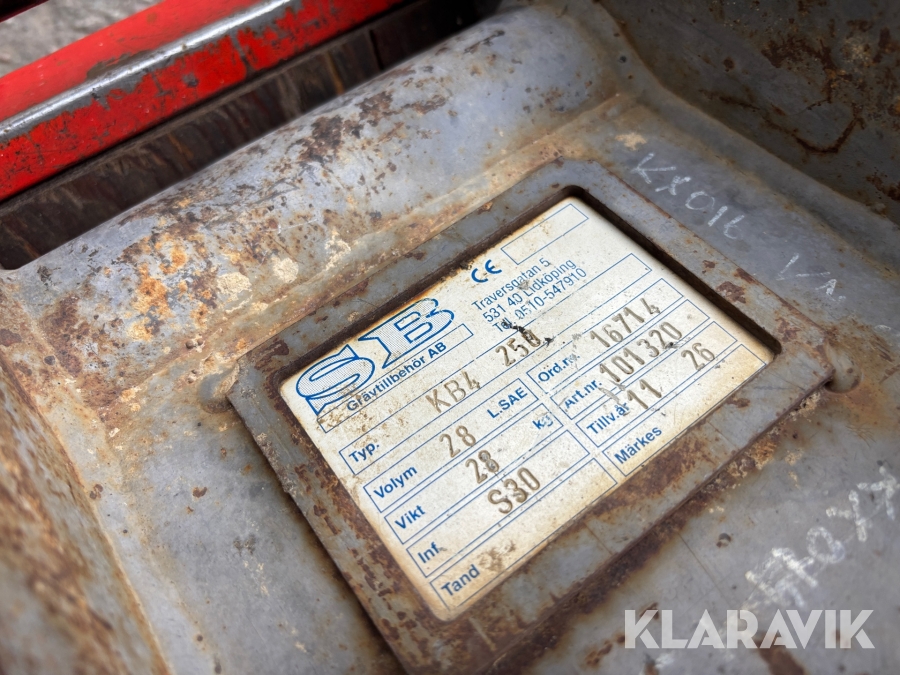 SB
Grävtillbehör AB
CE
Traversgatan 5
531 40 Lidköping
Tel. 0510-547910
Typ. KB4 250
Volym 28 L.SAE
Vikt 28 kg
Inf. S30
Tand
Ord.nr. 16714
Art.nr. 101320
Tillv.år 11 26
Märkes
KLARAVIK